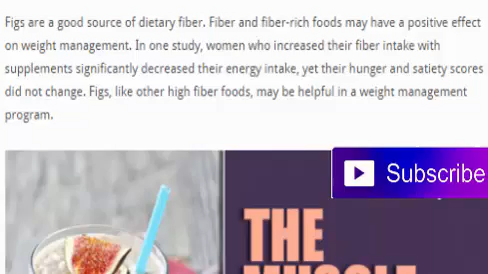 Figs are a good source of dietary fiber. Fiber and fiber-rich foods may have a positive effect
on weight management. In one study, women who increased their fiber intake with
supplements significantly decreased their energy intake, yet their hunger and satiety scores
did not change. Figs, like other high fiber foods, may be helpful in a weight management
program.
Subscribe
THE